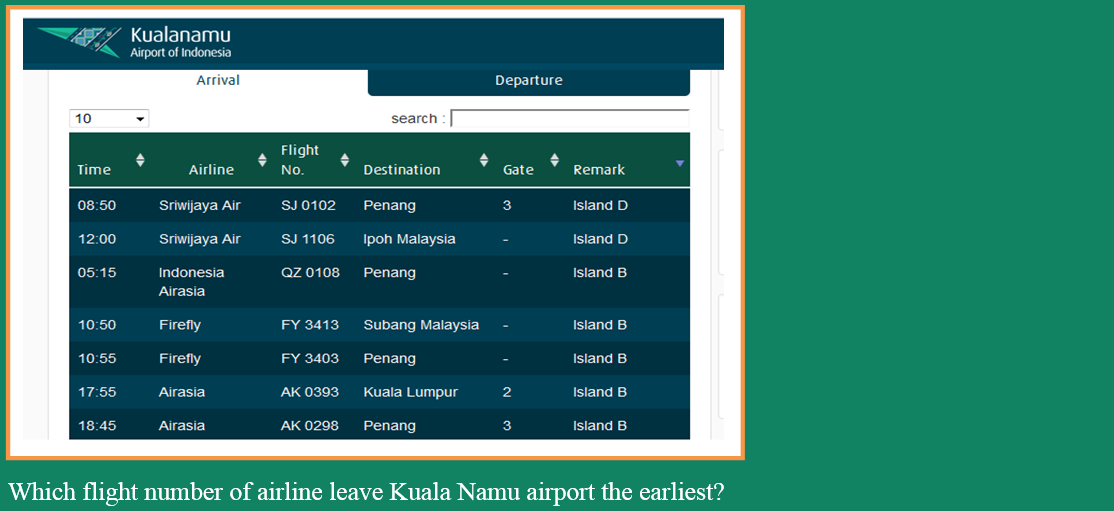 Kualanamu
Airport of Indonesia
Arrival Departure
10 search :
Time Airline Flight No. Destination Gate Remark
08:50 Sriwijaya Air SJ 0102 Penang 3 Island D
12:00 Sriwijaya Air SJ 1106 Ipoh Malaysia - Island D
05:15 Indonesia Airasia QZ 0108 Penang - Island B
10:50 Firefly FY 3413 Subang Malaysia - Island B
10:55 Firefly FY 3403 Penang - Island B
17:55 Airasia AK 0393 Kuala Lumpur 2 Island B
18:45 Airasia AK 0298 Penang 3 Island B
Which flight number of airline leave Kuala Namu airport the earliest?